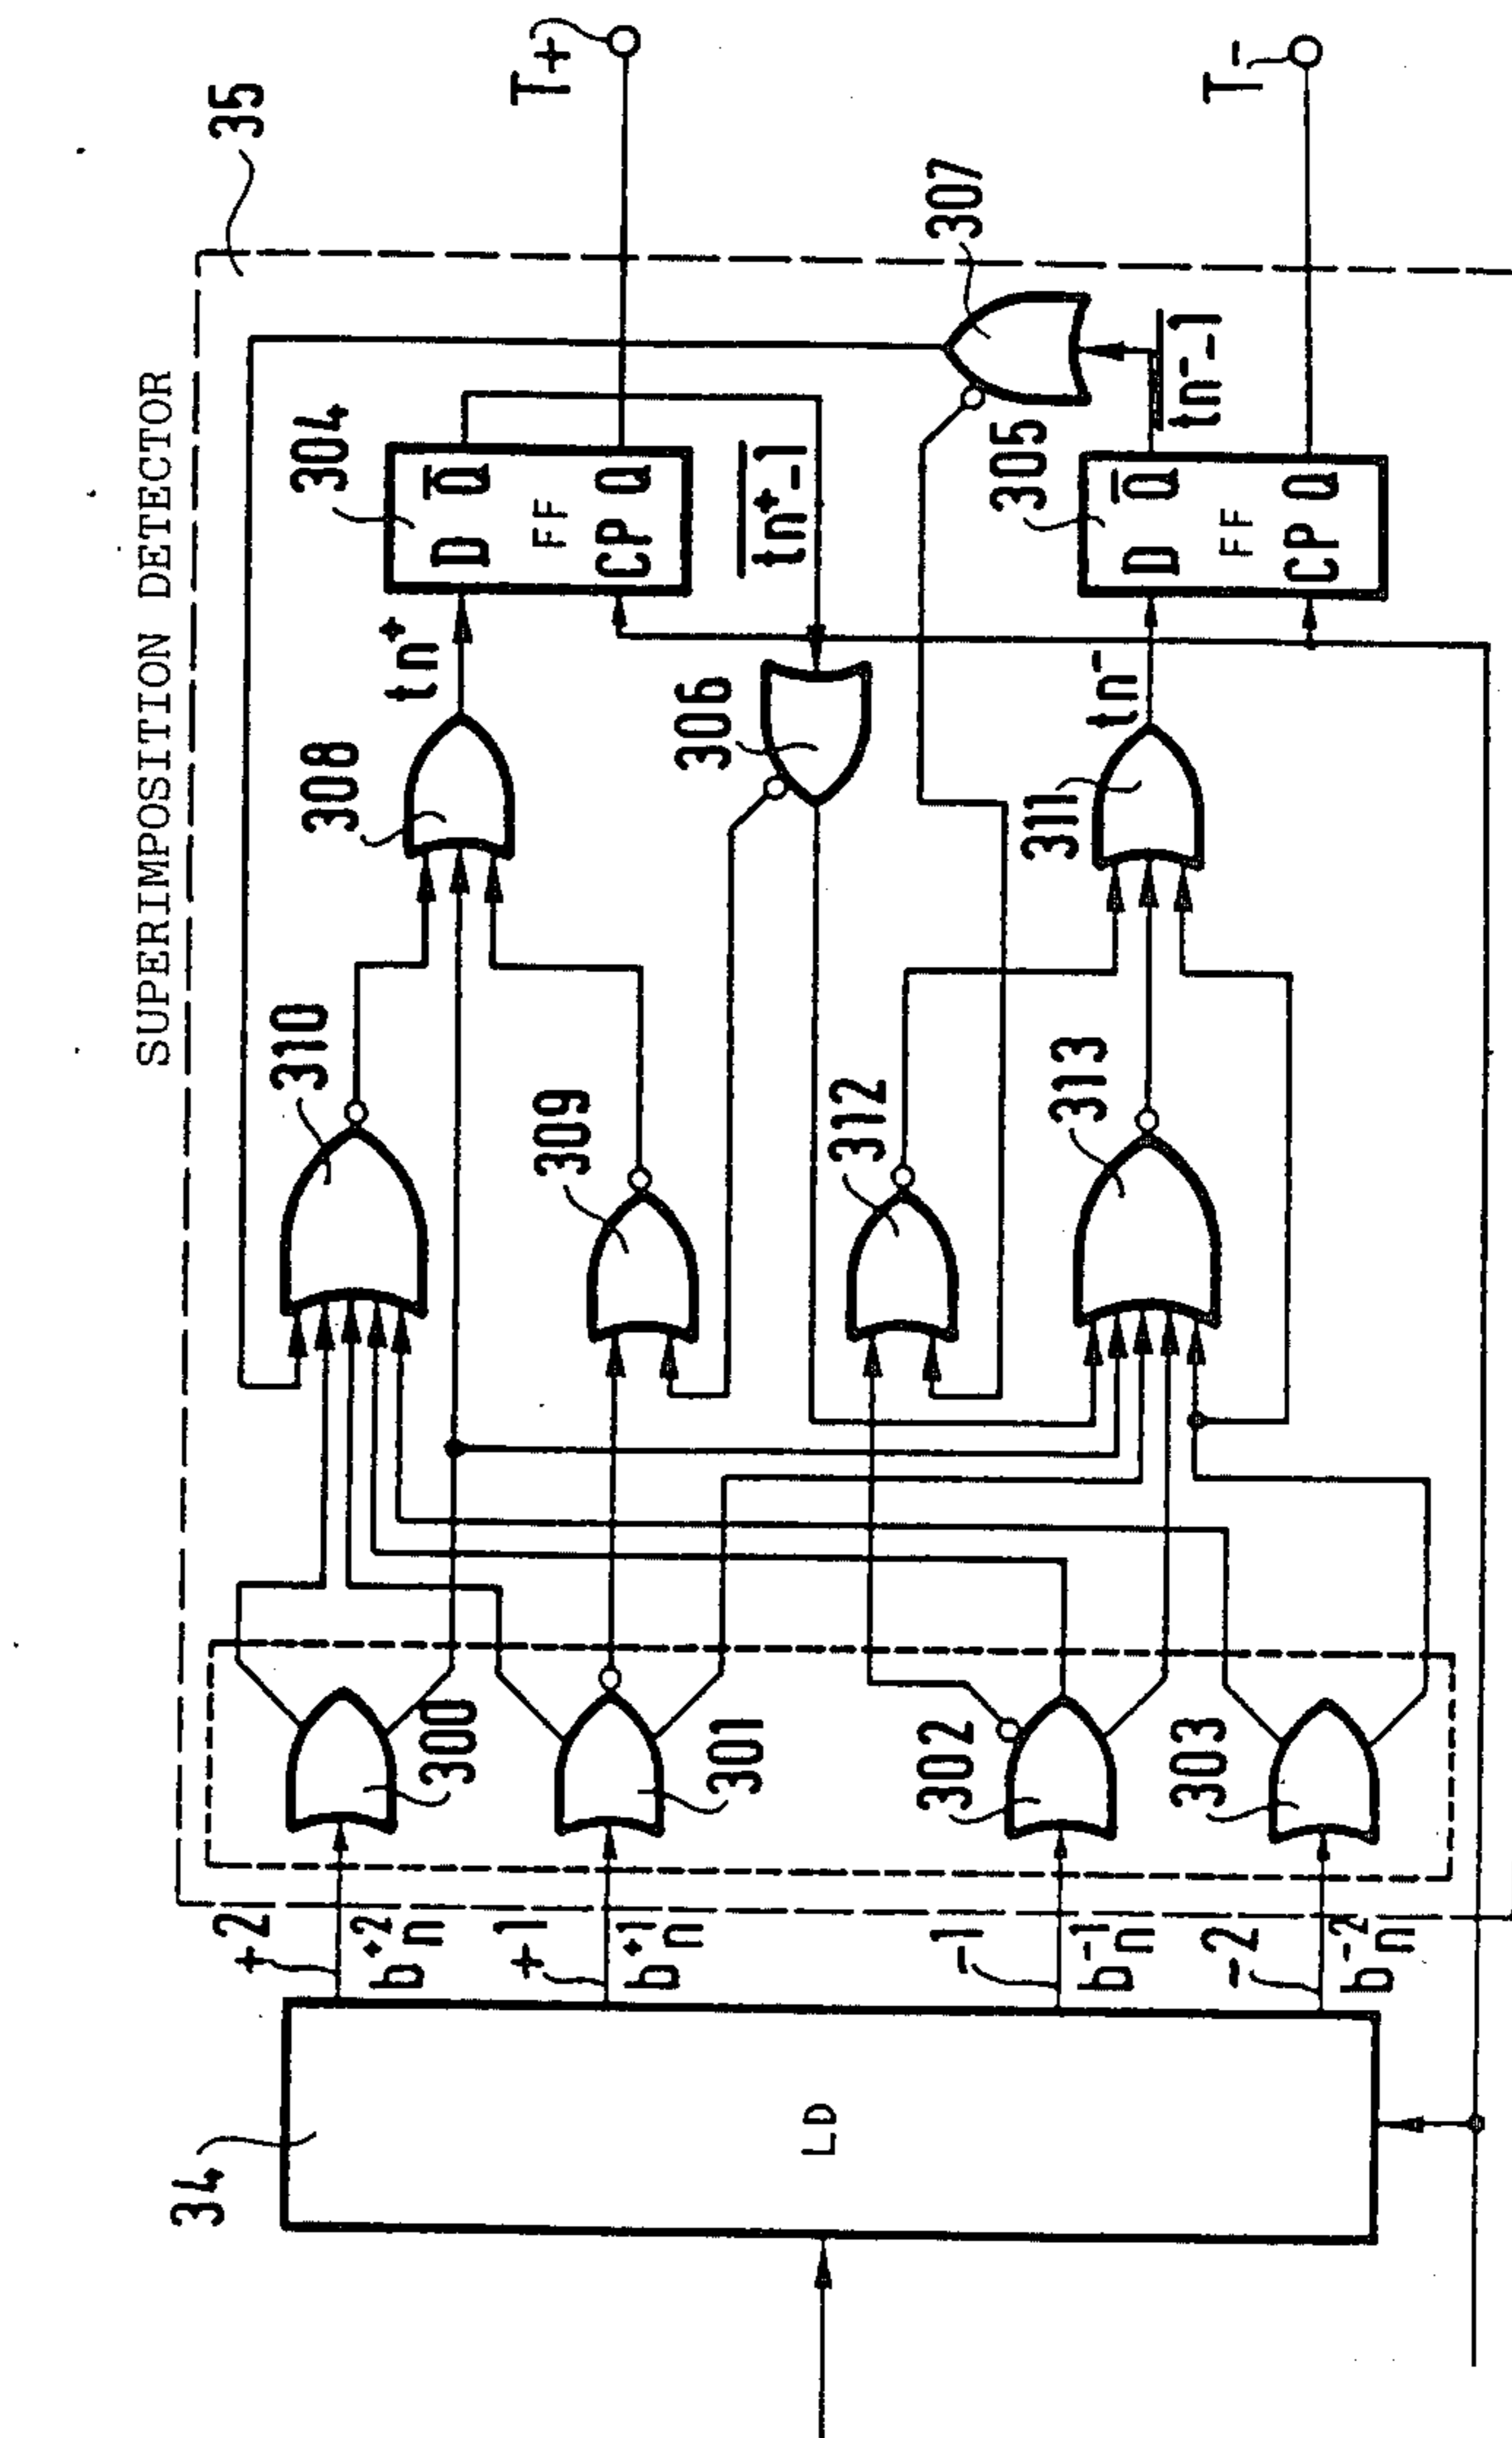 SUPERIMPOSITION DETECTOR
35
T+
T-
307
304
D Q̅
FF
CP Q
tn⁺-1
305
D Q̅
FF
CP Q
tn⁻-1
tn⁺
308
306
tn⁻
311
310
309
312
313
300
301
302
303
+2
b⁺²n
+1
b⁺¹n
-1
b⁻¹n
-2
b⁻²n
34
LD